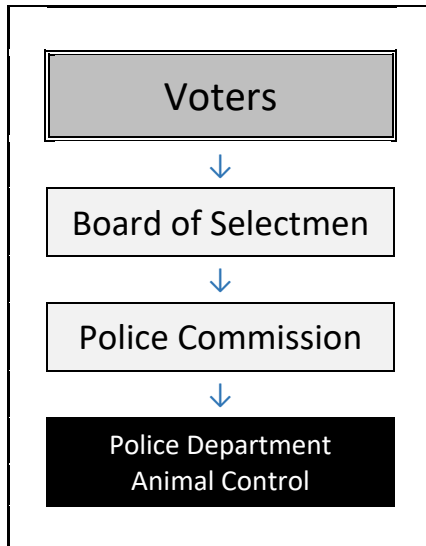 Voters
↓
Board of Selectmen
↓
Police Commission
↓
Police Department
Animal Control